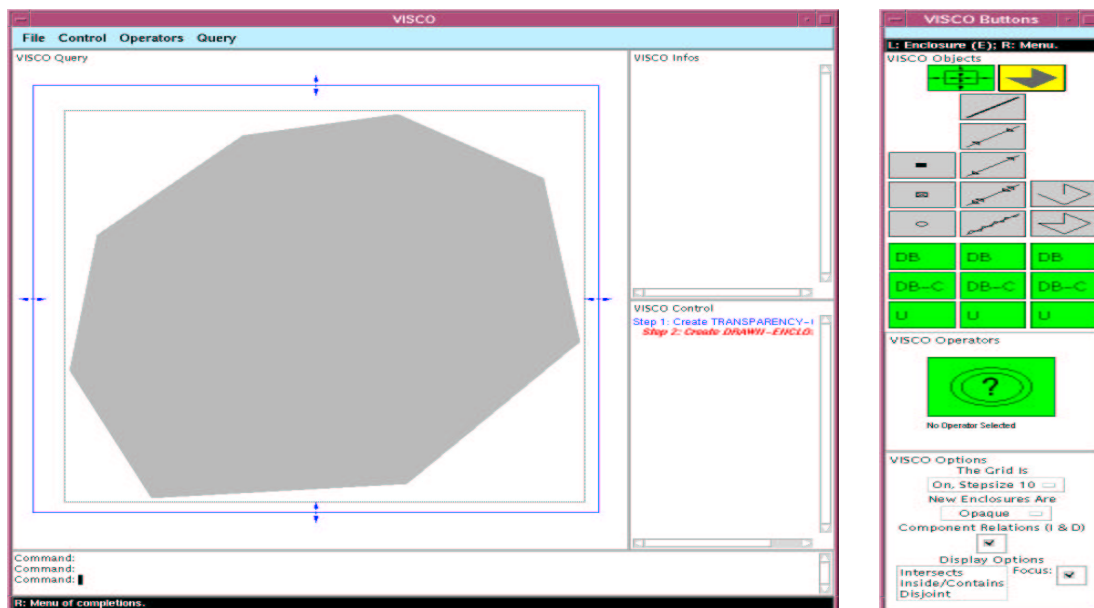 VISCO
File Control Operators Query
VISCO Query
VISCO Infos
VISCO Control
Step 1: Create TRANSPARENCY-
Step 2: Create DRAWN-ENCLO
Command:
Command:
Command:
R: Menu of completions.
VISCO Buttons
L: Enclosure (E); R: Menu.
VISCO Objects
DB DB DB
DB-C DB-C DB-C
U U U
VISCO Operators
?
No Operator Selected
VISCO Options
The Grid Is
On, Stepsize 10
New Enclosures Are
Opaque
Component Relations (I & D)
Display Options
Intersects Focus:
Inside/Contains
Disjoint